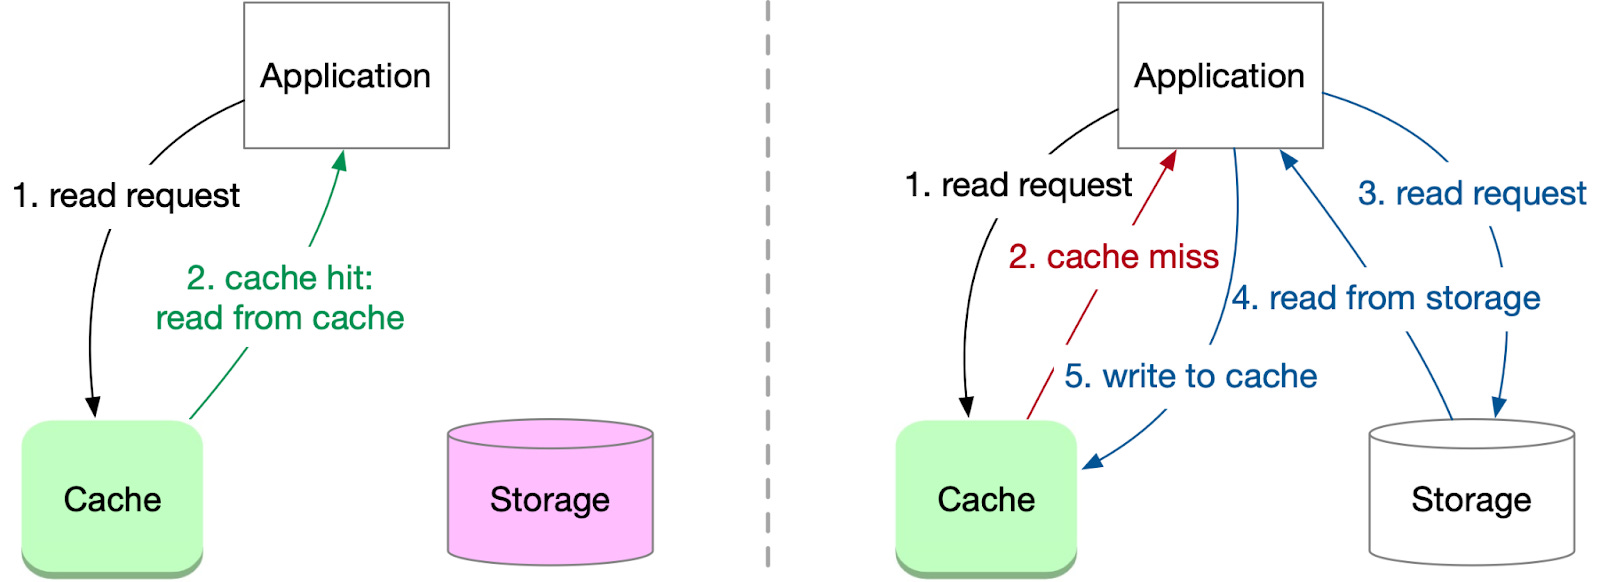 Application
1. read request
2. cache hit:
read from cache
Cache
Storage
Application
1. read request
2. cache miss
3. read request
4. read from storage
5. write to cache
Cache
Storage